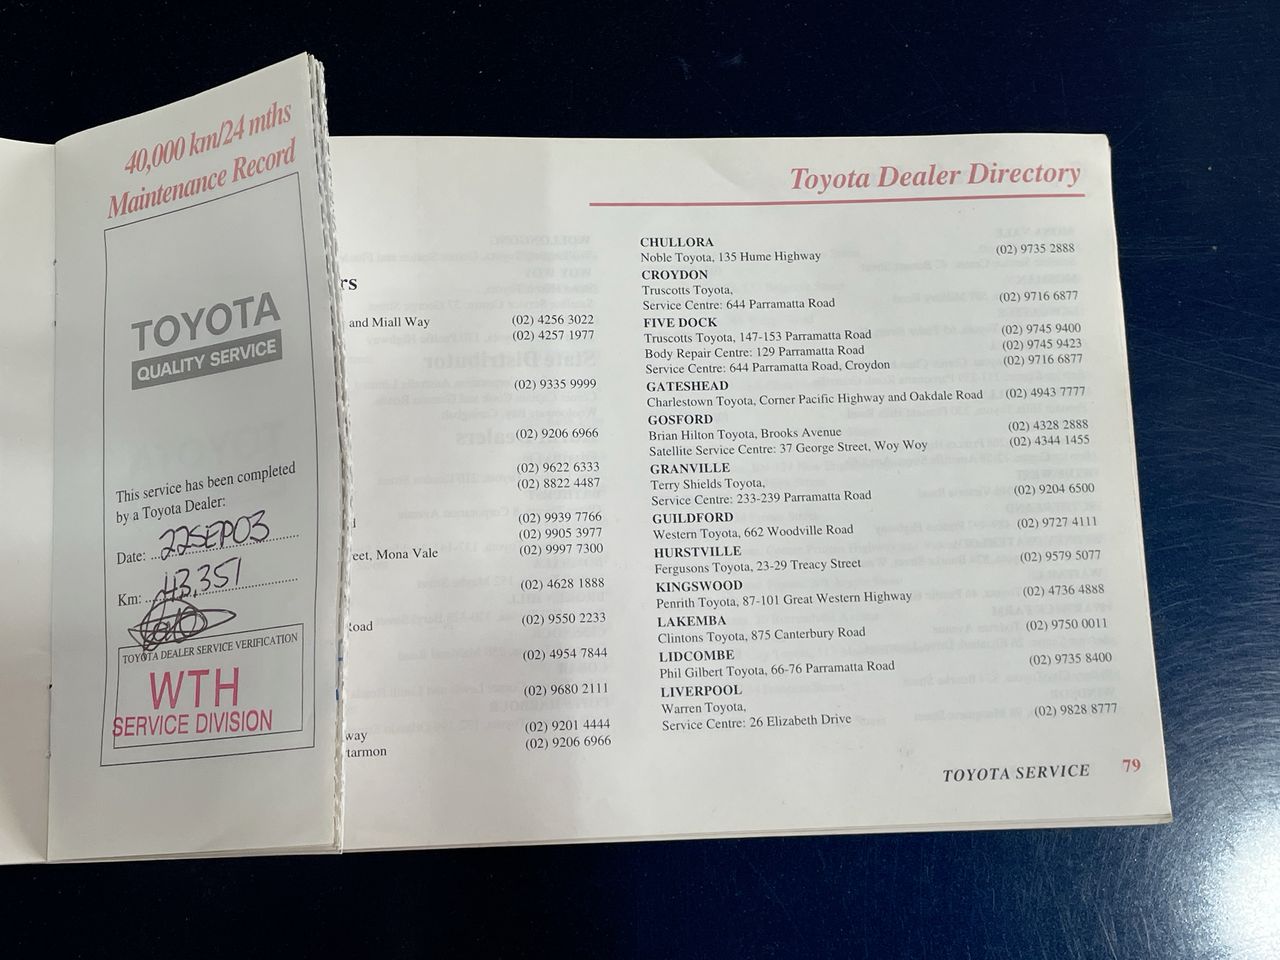 40,000 km/24 mths
Maintenance Record
TOYOTA
QUALITY SERVICE
This service has been completed
by a Toyota Dealer:
Date: 22SEP03
Km: 43,351
TOYOTA DEALER SERVICE VERIFICATION
WTH
SERVICE DIVISION
rs
and Miall Way (02) 4256 3022
(02) 4257 1977
(02) 9335 9999
(02) 9206 6966
(02) 9622 6333
(02) 8822 4487
(02) 9939 7766
(02) 9905 3977
eet, Mona Vale (02) 9997 7300
(02) 4628 1888
oad (02) 9550 2233
(02) 4954 7844
(02) 9680 2111
way (02) 9201 4444
tarmon (02) 9206 6966
Toyota Dealer Directory
CHULLORA
Noble Toyota, 135 Hume Highway (02) 9735 2888
CROYDON
Truscotts Toyota,
Service Centre: 644 Parramatta Road (02) 9716 6877
FIVE DOCK
Truscotts Toyota, 147-153 Parramatta Road (02) 9745 9400
Body Repair Centre: 129 Parramatta Road (02) 9745 9423
Service Centre: 644 Parramatta Road, Croydon (02) 9716 6877
GATESHEAD
Charlestown Toyota, Corner Pacific Highway and Oakdale Road (02) 4943 7777
GOSFORD
Brian Hilton Toyota, Brooks Avenue (02) 4328 2888
Satellite Service Centre: 37 George Street, Woy Woy (02) 4344 1455
GRANVILLE
Terry Shields Toyota,
Service Centre: 233-239 Parramatta Road (02) 9204 6500
GUILDFORD
Western Toyota, 662 Woodville Road (02) 9727 4111
HURSTVILLE
Fergusons Toyota, 23-29 Treacy Street (02) 9579 5077
KINGSWOOD
Penrith Toyota, 87-101 Great Western Highway (02) 4736 4888
LAKEMBA
Clintons Toyota, 875 Canterbury Road (02) 9750 0011
LIDCOMBE
Phil Gilbert Toyota, 66-76 Parramatta Road (02) 9735 8400
LIVERPOOL
Warren Toyota,
Service Centre: 26 Elizabeth Drive (02) 9828 8777
TOYOTA SERVICE 79